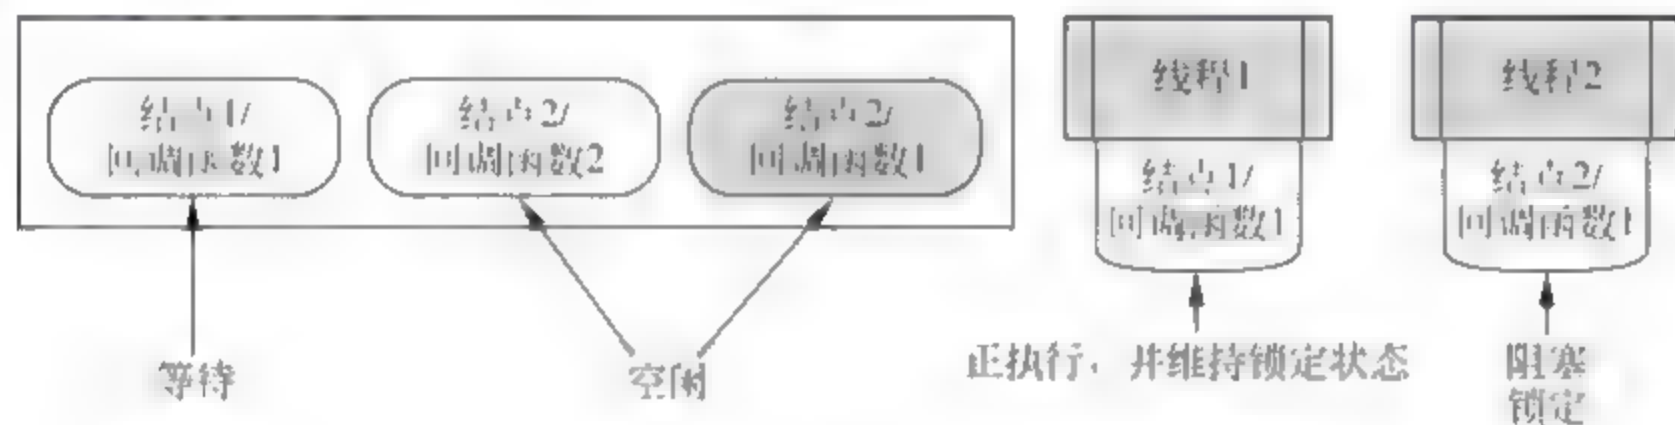 结点1/
回调函数1
结点2/
回调函数2
结点2/
回调函数1
线程1
线程2
结点1/
回调函数1
结点2/
回调函数1
等待
空闲
正执行，并维持锁定状态
阻塞
锁定